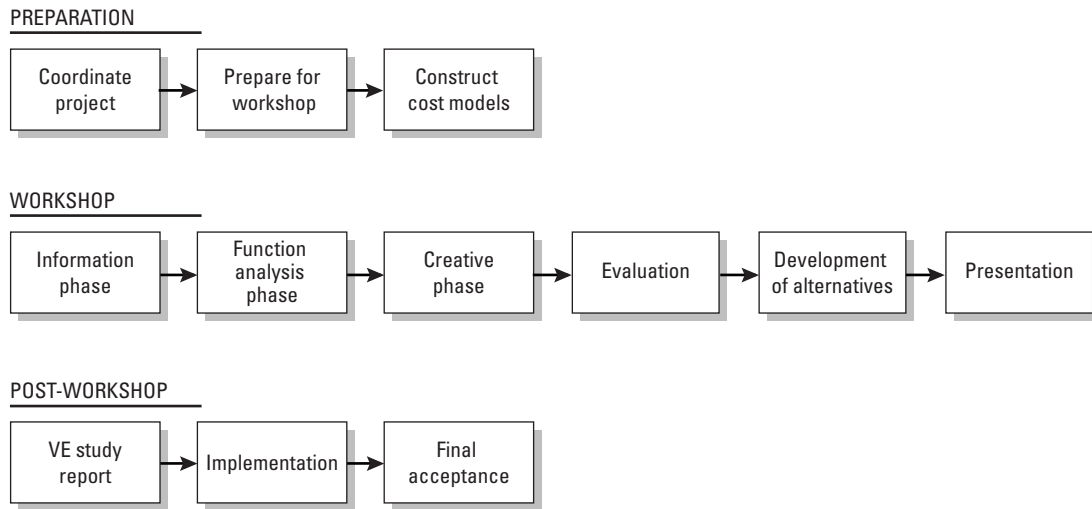 PREPARATION
Coordinate
project
Prepare for
workshop
Construct
cost models
WORKSHOP
Information
phase
Function
analysis
phase
Creative
phase
Evaluation
Development
of alternatives
Presentation
POST-WORKSHOP
VE study
report
Implementation
Final
acceptance